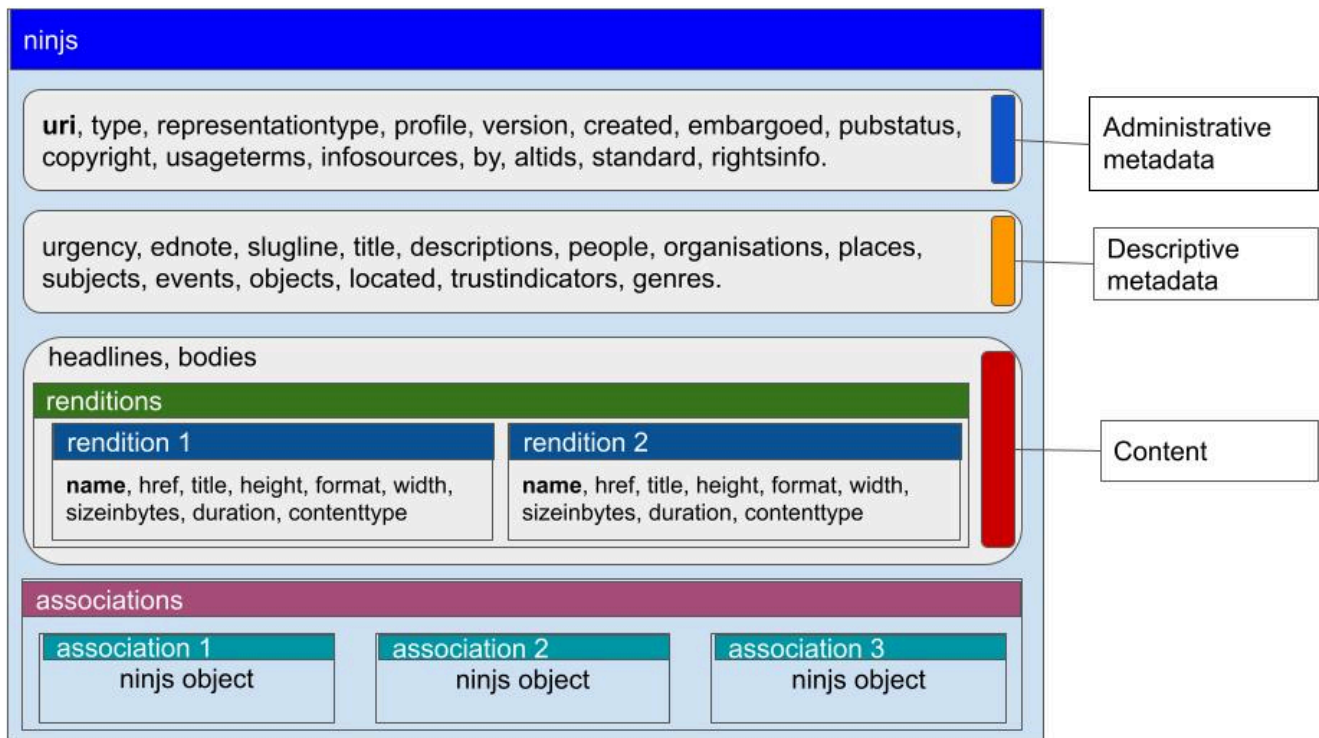 ninjs
uri, type, representationtype, profile, version, created, embargoed, pubstatus,
copyright, usageterms, infosources, by, altids, standard, rightsinfo.
Administrative
metadata
urgency, ednote, slugline, title, descriptions, people, organisations, places,
subjects, events, objects, located, trustindicators, genres.
Descriptive
metadata
headlines, bodies
renditions
rendition 1
name, href, title, height, format, width,
sizeinbytes, duration, contenttype
rendition 2
name, href, title, height, format, width,
sizeinbytes, duration, contenttype
Content
associations
association 1
ninjs object
association 2
ninjs object
association 3
ninjs object